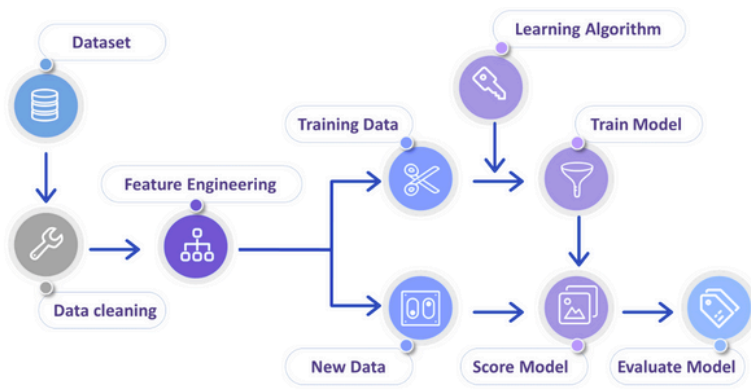 Learning Algorithm
Dataset
Training Data
Train Model
Feature Engineering
Data cleaning
New Data
Score Model
Evaluate Model